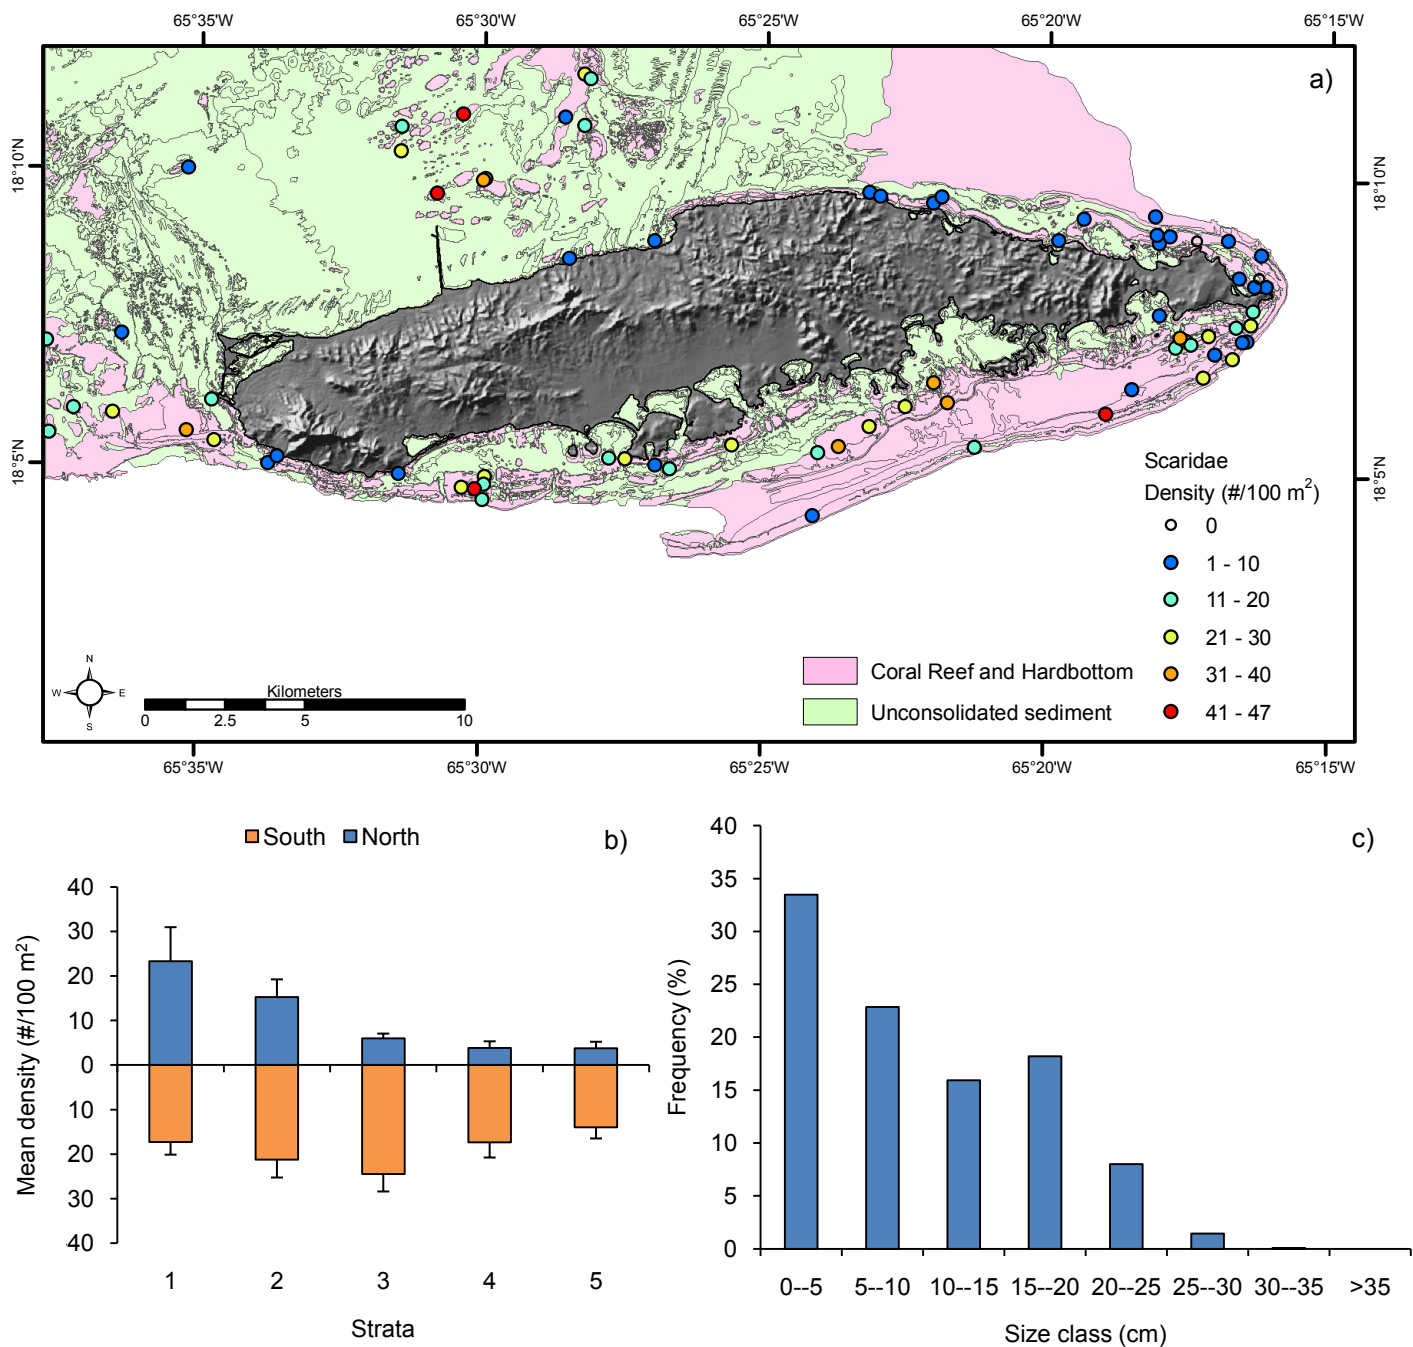 65°35'W 65°30'W 65°25'W 65°20'W 65°15'W
a)
18°10'N 18°10'N
18°5'N 18°5'N
Scaridae
Density (#/100 m²)
0
1 - 10
11 - 20
21 - 30
31 - 40
41 - 47
Coral Reef and Hardbottom
Unconsolidated sediment
N
W E
S
Kilometers
0 2.5 5 10
65°35'W 65°30'W 65°25'W 65°20'W 65°15'W
South North
b)
Mean density (#/100 m²)
40
30
20
10
0
10
20
30
40
1 2 3 4 5
Strata
c)
Frequency (%)
40
35
30
25
20
15
10
5
0
0--5 5--10 10--15 15--20 20--25 25--30 30--35 >35
Size class (cm)